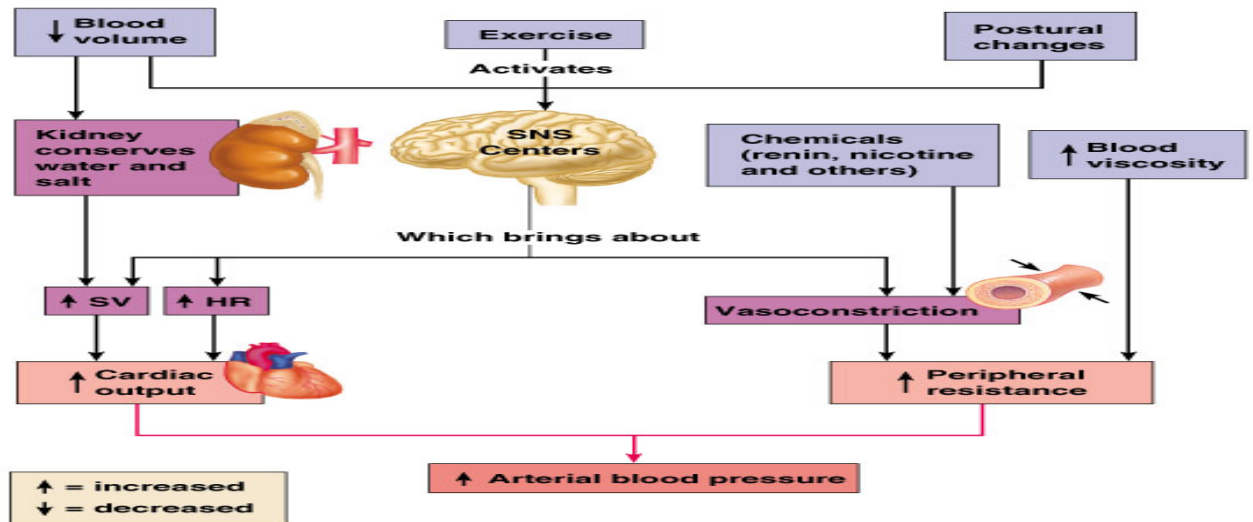 ↓ Blood
volume
Exercise
Postural
changes
Activates
Kidney
conserves
water and
salt
SNS
Centers
Chemicals
(renin, nicotine
and others)
↑ Blood
viscosity
Which brings about
↑ SV
↑ HR
Vasoconstriction
↑ Cardiac
output
↑ Peripheral
resistance
↑ Arterial blood pressure
↑ = increased
↓ = decreased